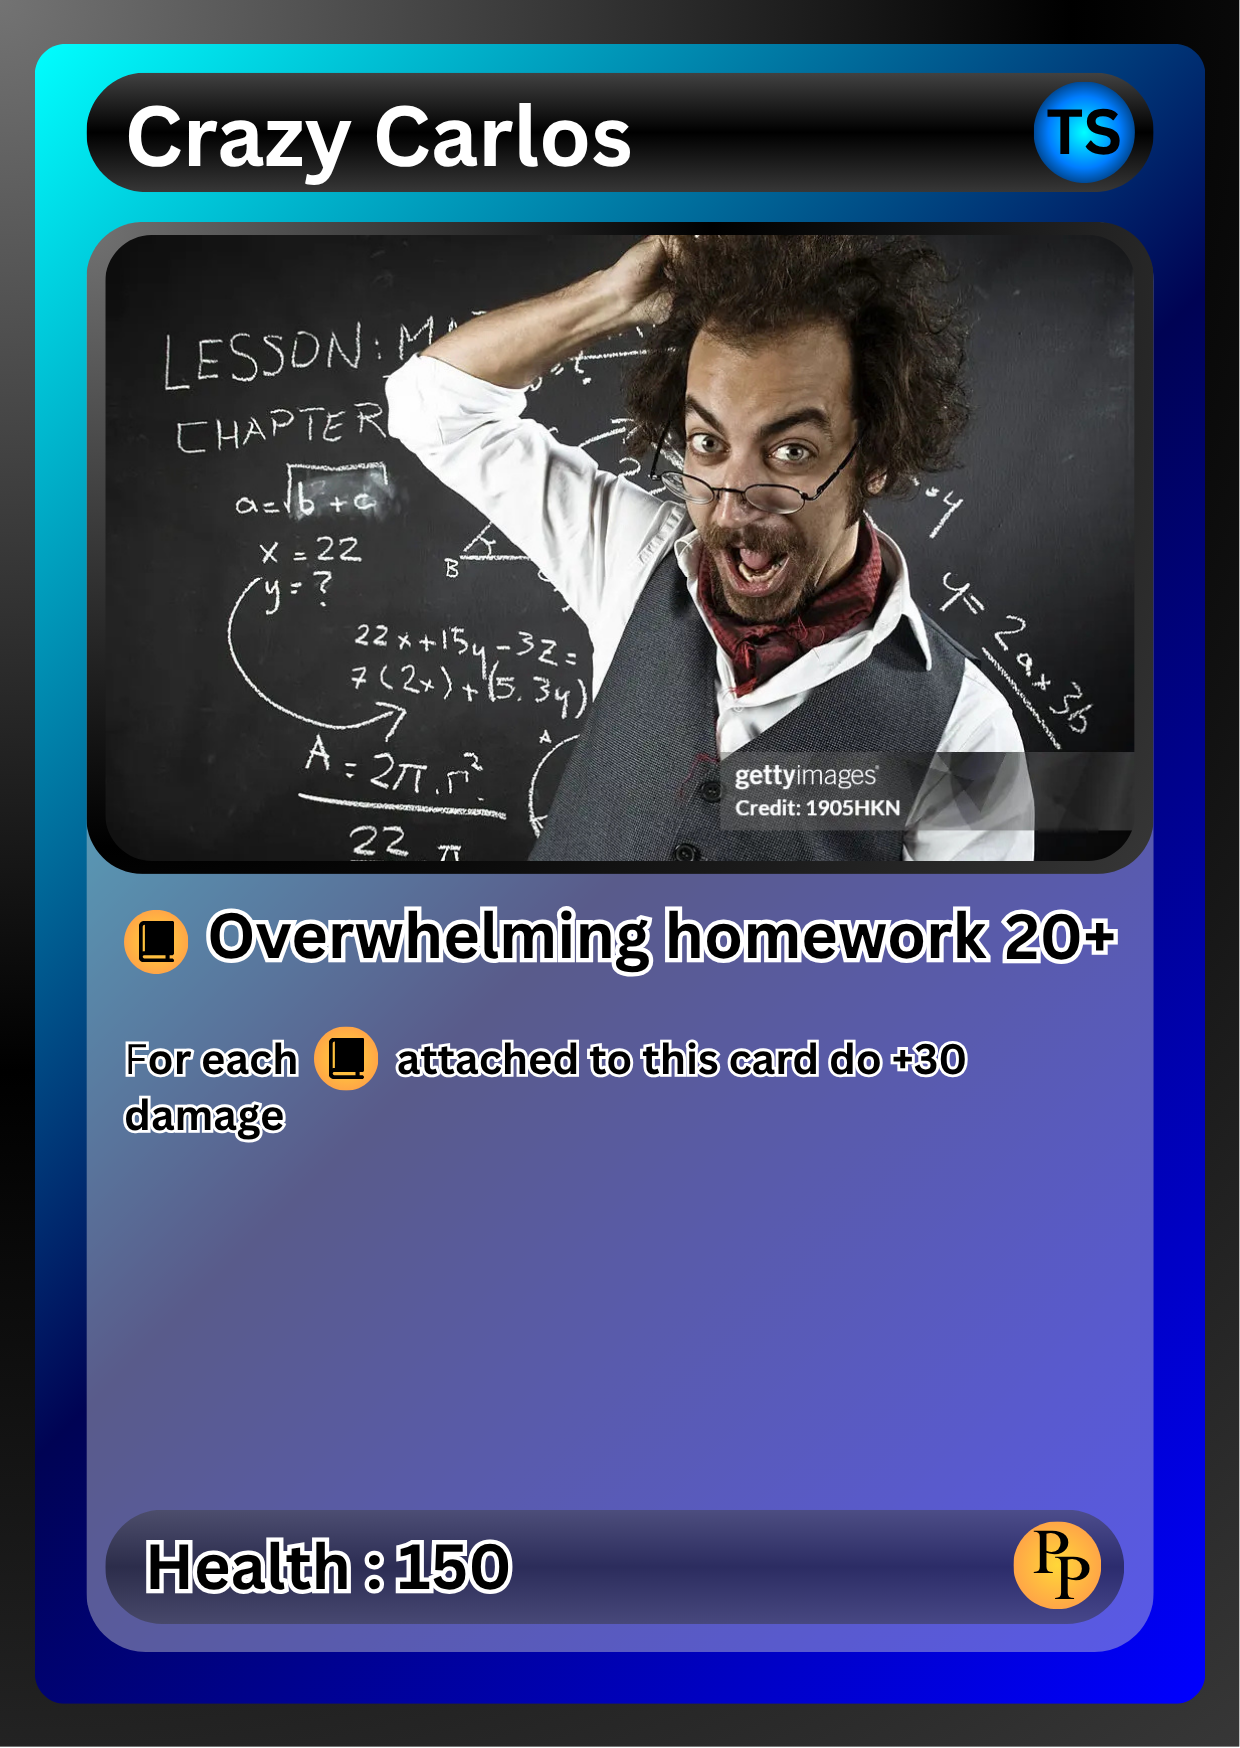 Crazy Carlos
TS
LESSON: MA
CHAPTER
a=√b+c
x = 22
y = ?
B
22x+15y-3z=
7(2x)+(5.3y)
A = 2π.r²
22 π
A
y
y= 2a+3b
gettyimages®
Credit: 1905HKN
Overwhelming homework 20+
For each attached to this card do +30
damage
Health : 150
PP